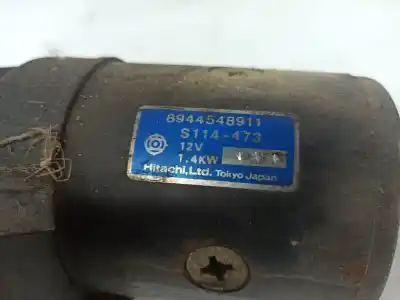 8944548911
S114-473
12V
1.4KW
Hitachi, Ltd. Tokyo Japan